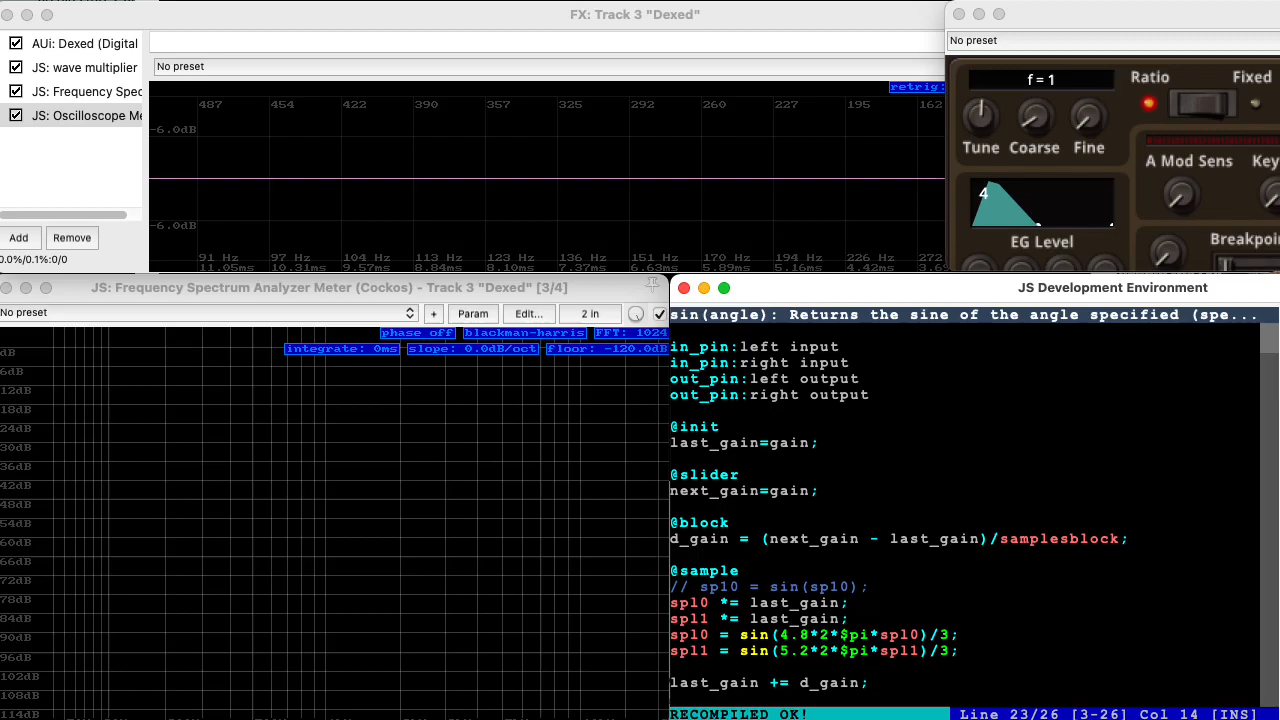 FX: Track 3 "Dexed"
AUi: Dexed (Digital
JS: wave multiplier
JS: Frequency Spec
JS: Oscilloscope Me
Add
Remove
0.0%/0.1%:0/0
No preset
retrig:
487 454 422 390 357 325 292 260 227 195 162
-6.0dB
-6.0dB
91 Hz 97 Hz 104 Hz 113 Hz 123 Hz 136 Hz 151 Hz 170 Hz 194 Hz 226 Hz 272
11.05ms 10.31ms 9.57ms 8.84ms 8.10ms 7.37ms 6.63ms 5.89ms 5.16ms 4.42ms 3.69
No preset
f = 1
Ratio
Fixed
Tune
Coarse
Fine
A Mod Sens
Key
4
EG Level
Breakpoin
JS: Frequency Spectrum Analyzer Meter (Cockos) - Track 3 "Dexed" [3/4]
No preset
+
Param
Edit...
2 in
phase off
blackman-harris
FFT: 1024
integrate: 0ms
slope: 0.0dB/oct
floor: -120.0dB
dB
6dB
12dB
18dB
24dB
30dB
36dB
42dB
48dB
54dB
60dB
66dB
72dB
78dB
84dB
90dB
96dB
102dB
108dB
114dB
JS Development Environment
sin(angle): Returns the sine of the angle specified (spe...
in_pin:left input
in_pin:right input
out_pin:left output
out_pin:right output
@init
last_gain=gain;
@slider
next_gain=gain;
@block
d_gain = (next_gain - last_gain)/samplesblock;
@sample
// spl0 = sin(spl0);
spl0 *= last_gain;
spl1 *= last_gain;
spl0 = sin(4.8*2*$pi*spl0)/3;
spl1 = sin(5.2*2*$pi*spl1)/3;
last_gain += d_gain;
RECOMPILED OK!
Line 23/26 [3-26] Col 14 [INS]